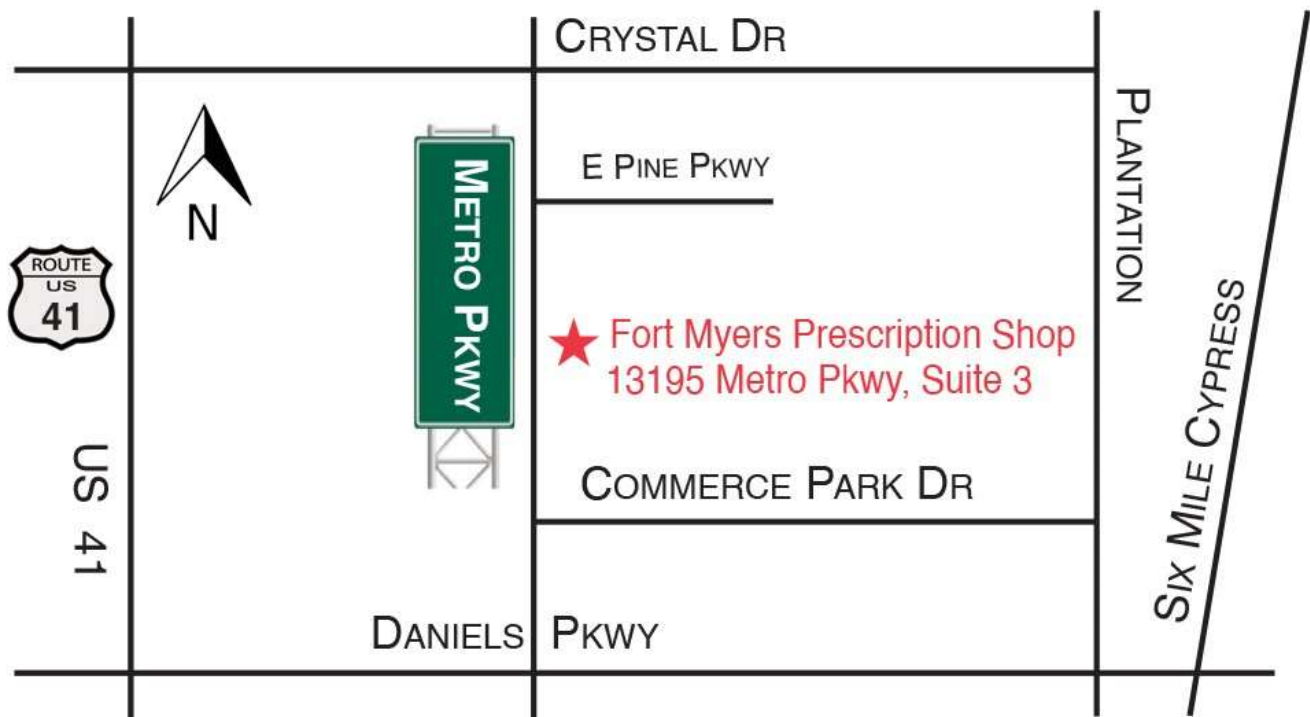 CRYSTAL DR
PLANTATION
E PINE PKWY
METRO PKWY
N
ROUTE
US
41
Fort Myers Prescription Shop
13195 Metro Pkwy, Suite 3
SIX MILE CYPRESS
US 41
COMMERCE PARK DR
DANIELS PKWY